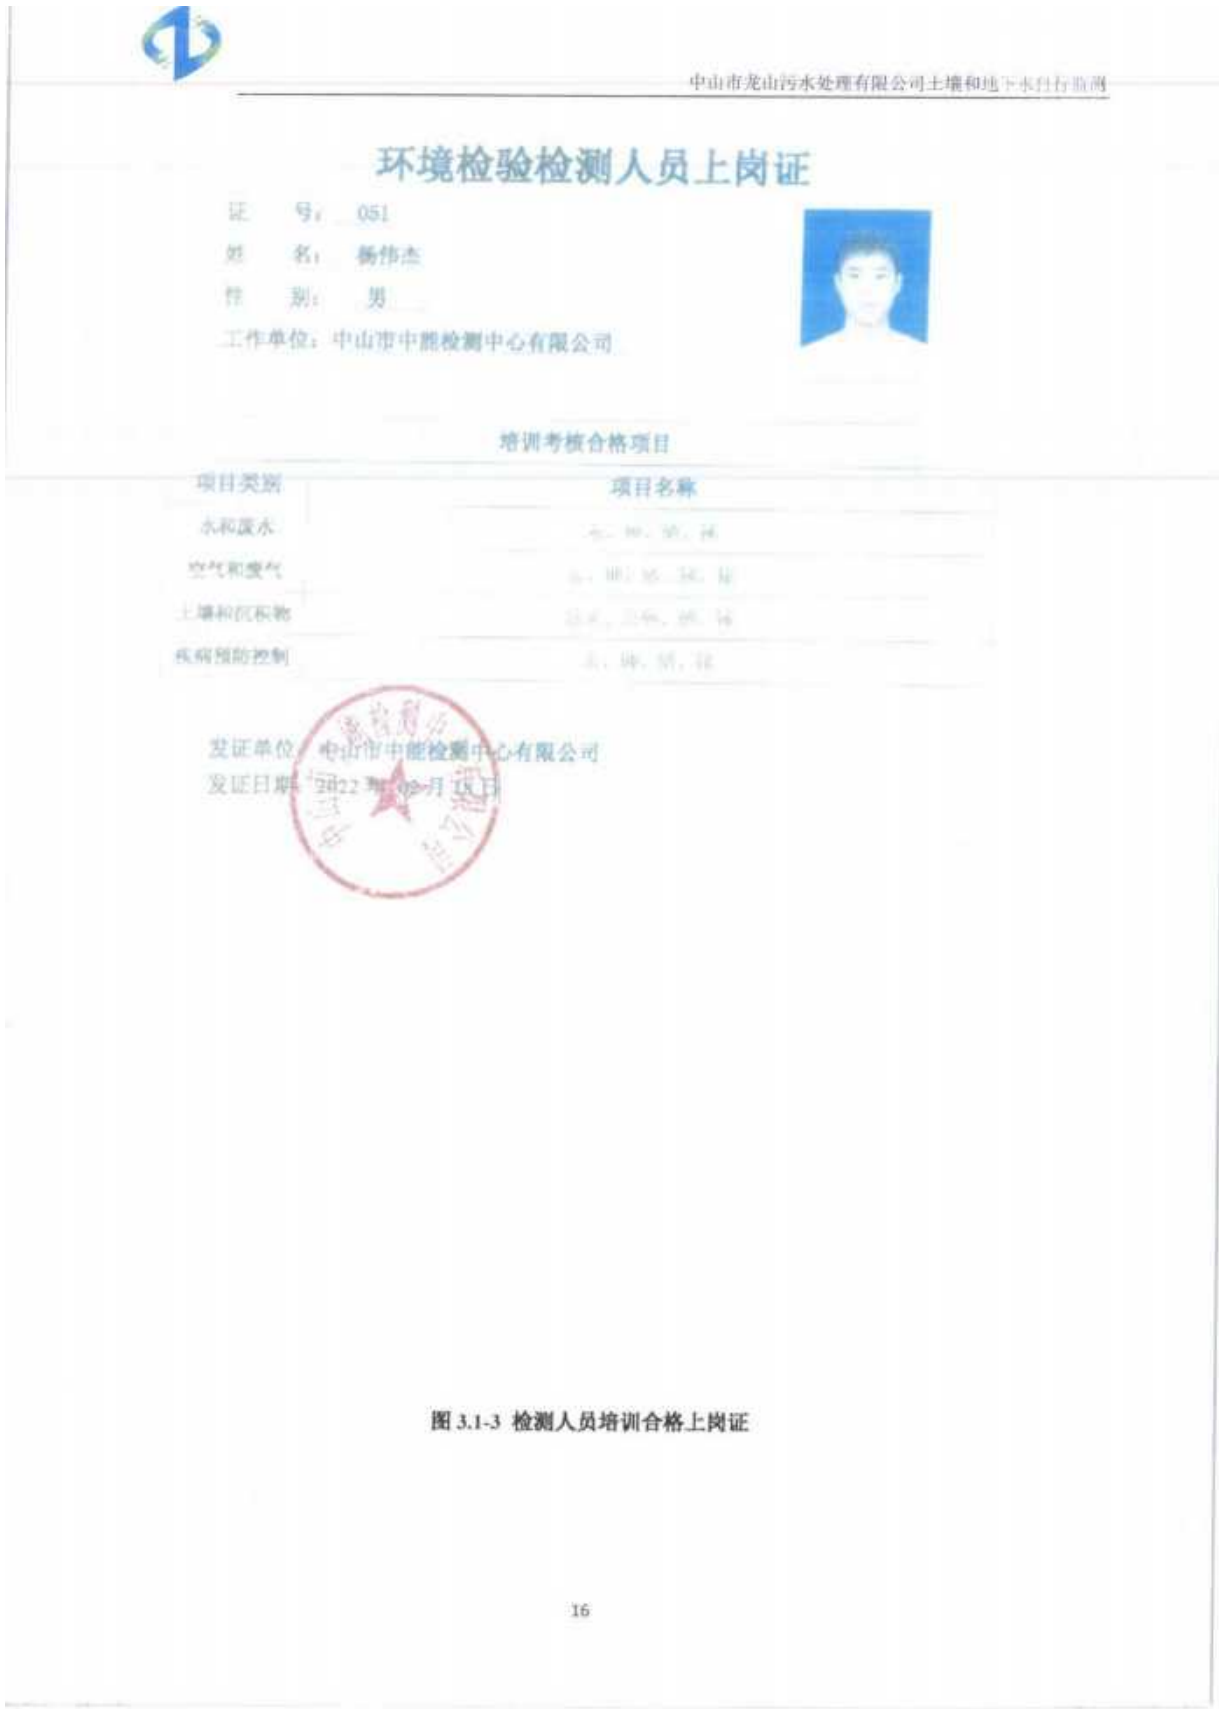 中山市龙山污水处理有限公司土壤和地下水自行监测
环境检验检测人员上岗证
证 号： 051
姓 名： 杨伟杰
性 别： 男
工作单位：中山市中能检测中心有限公司
培训考核合格项目
项目类别 项目名称
水和废水
空气和废气
土壤和沉积物
疾病预防控制
发证单位：中山市中能检测中心有限公司
发证日期：2022 年 02 月 18 日
图 3.1-3 检测人员培训合格上岗证
16